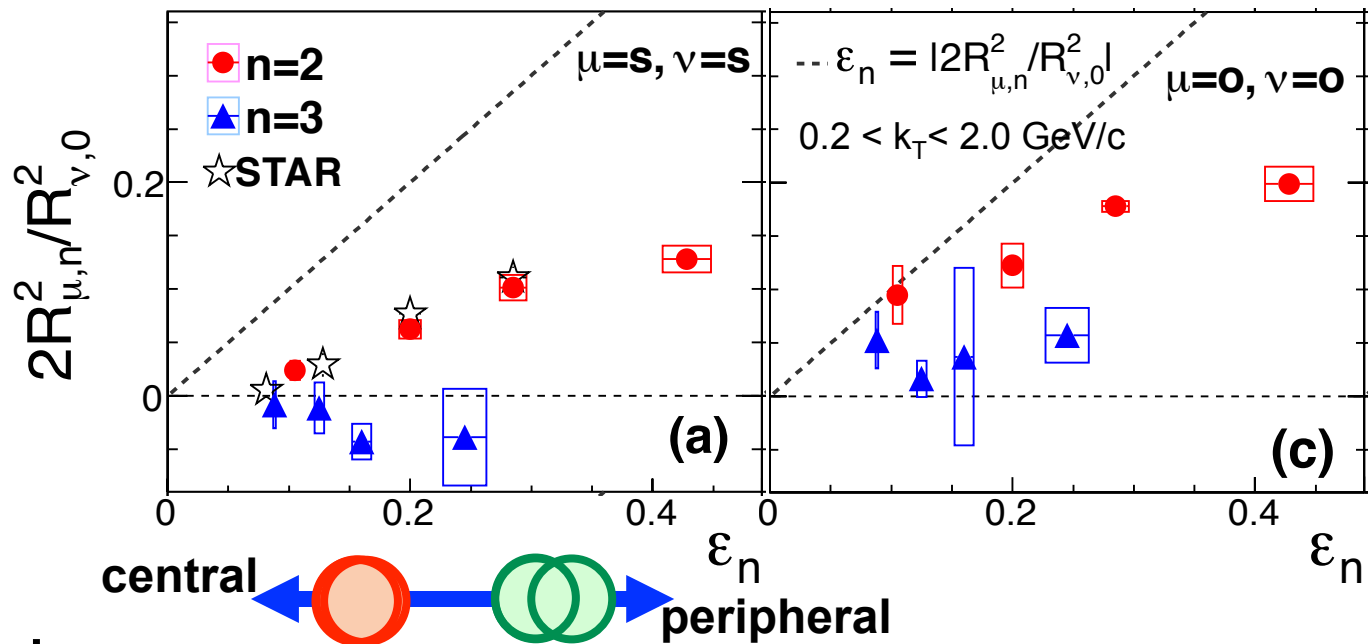 2R²μ,n/R²ν,0
0.2
0
n=2
n=3
STAR
μ=s, ν=s
(a)
0
0.2
0.4
εn
εn = |2R²μ,n/R²ν,0|
μ=o, ν=o
0.2 < kT< 2.0 GeV/c
(c)
0
0.2
0.4
εn
central
peripheral